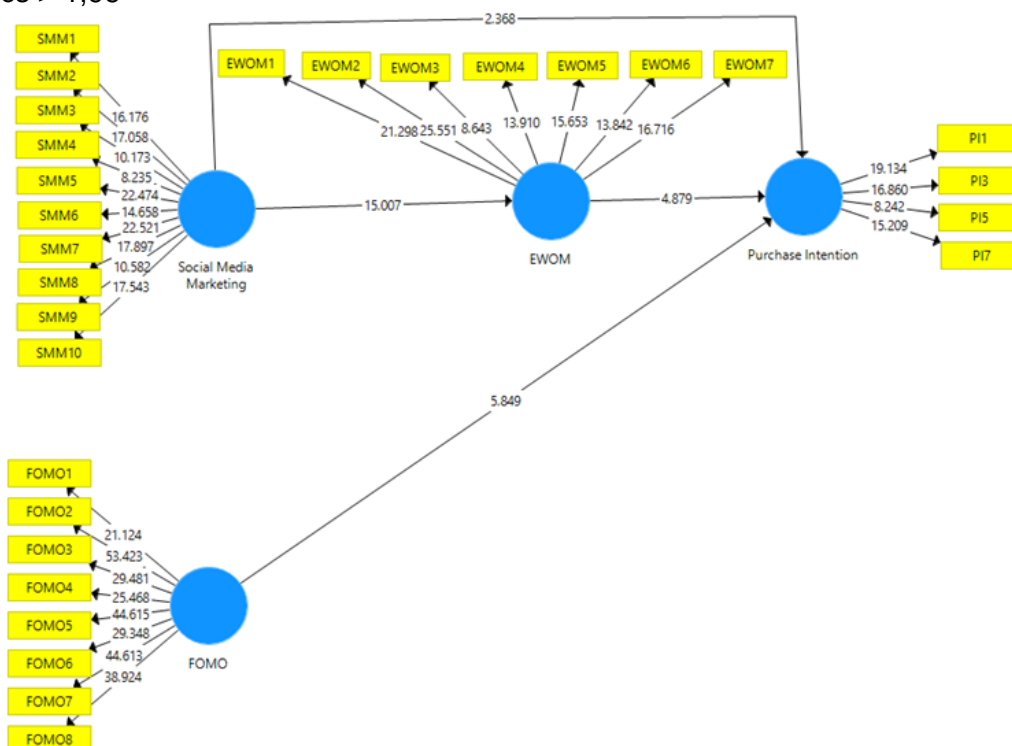 2.368
SMM1
SMM2
SMM3
SMM4
SMM5
SMM6
SMM7
SMM8
SMM9
SMM10
16.176
17.058
10.173
8.235
22.474
14.658
22.521
17.897
10.582
17.543
Social Media
Marketing
EWOM1
EWOM2
EWOM3
EWOM4
EWOM5
EWOM6
EWOM7
21.298
25.551
8.643
13.910
15.653
13.842
16.716
15.007
EWOM
4.879
Purchase Intention
19.134
16.860
8.242
15.209
PI1
PI3
PI5
PI7
5.849
FOMO1
FOMO2
FOMO3
FOMO4
FOMO5
FOMO6
FOMO7
FOMO8
21.124
53.423
29.481
25.468
44.615
29.348
44.613
38.924
FOMO